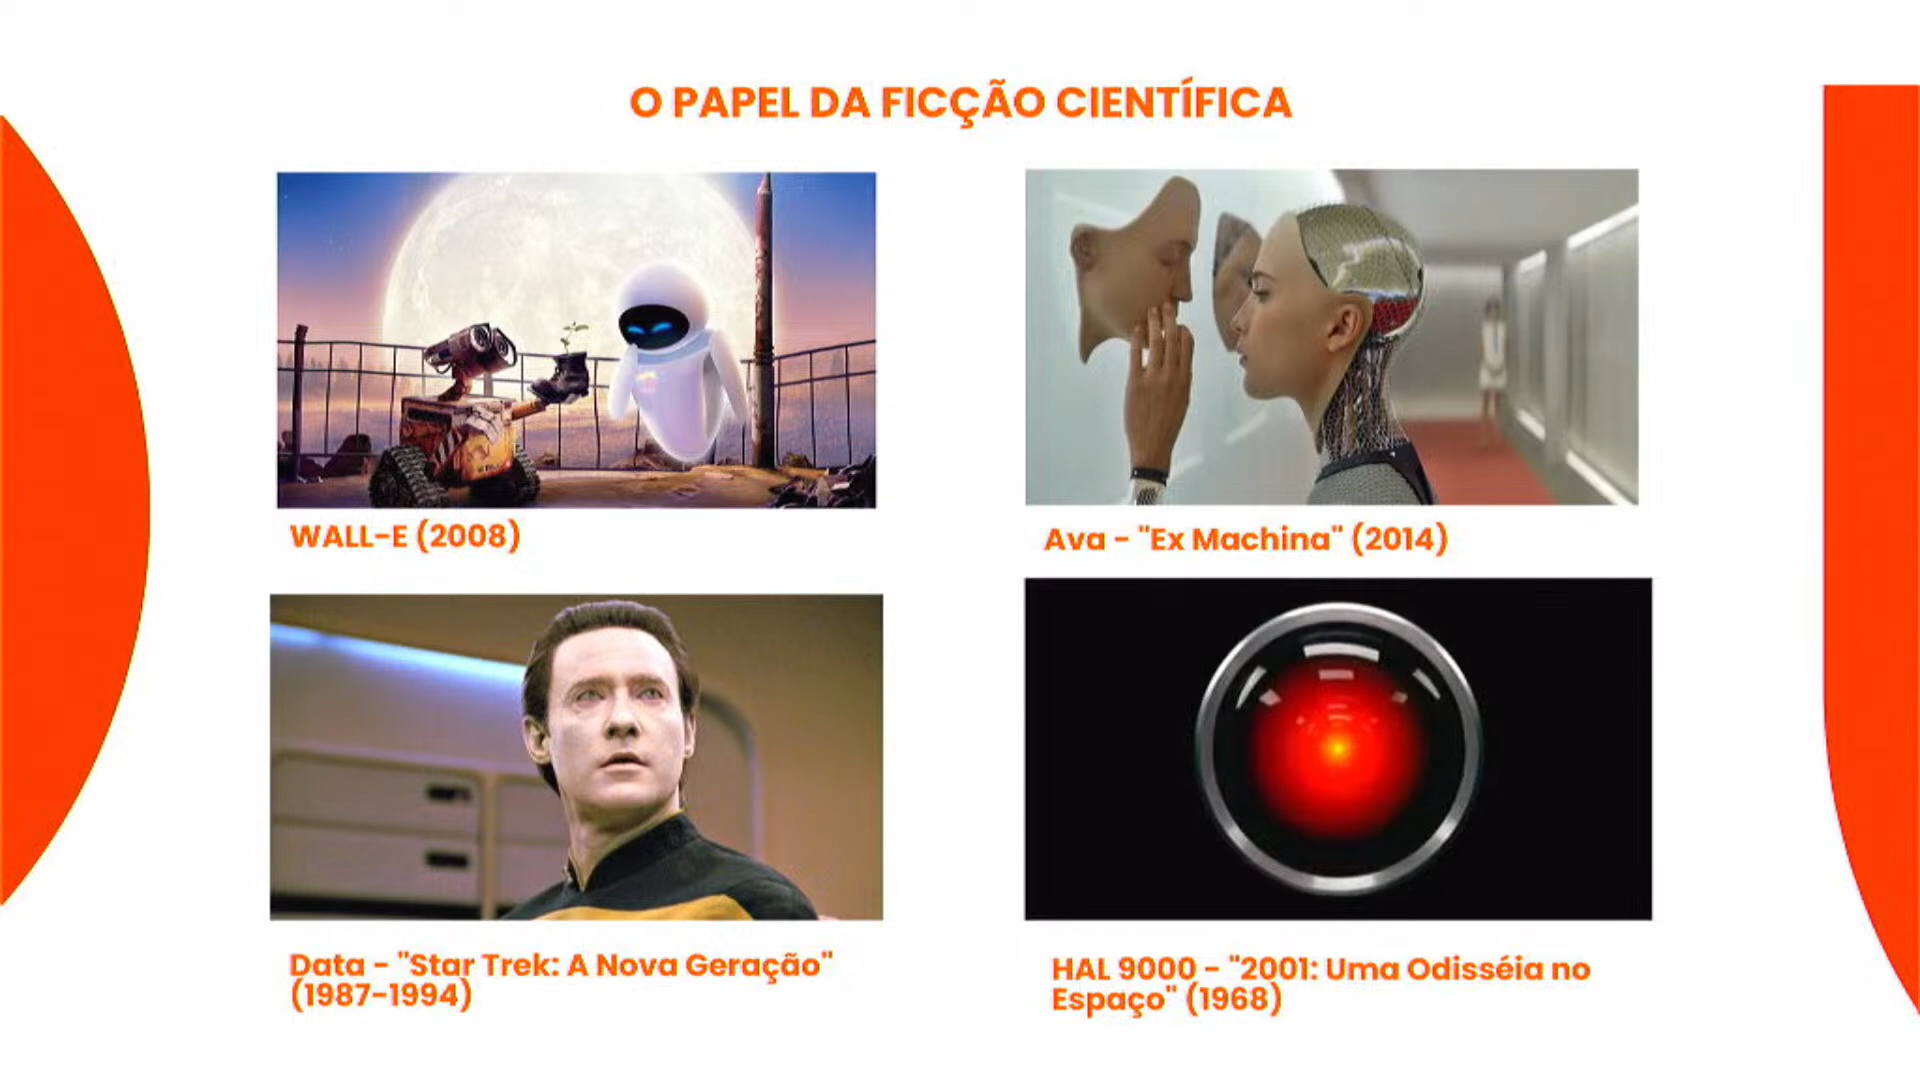 O PAPEL DA FICÇÃO CIENTÍFICA
WALL-E (2008)
Ava - "Ex Machina" (2014)
Data - "Star Trek: A Nova Geração"
(1987-1994)
HAL 9000 - "2001: Uma Odisséia no
Espaço" (1968)